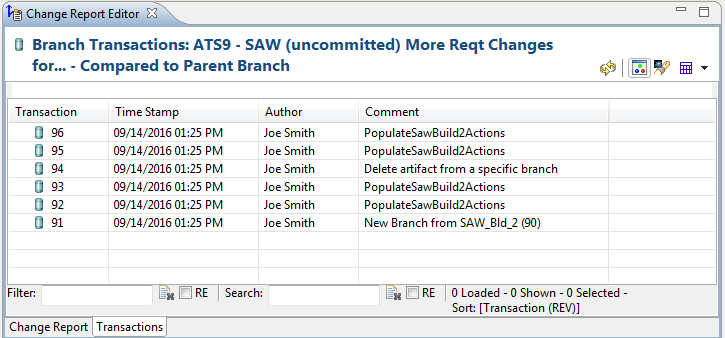 Change Report Editor
Branch Transactions: ATS9 - SAW (uncommitted) More Reqt Changes
for... - Compared to Parent Branch
Transaction Time Stamp Author Comment
96 09/14/2016 01:25 PM Joe Smith PopulateSawBuild2Actions
95 09/14/2016 01:25 PM Joe Smith PopulateSawBuild2Actions
94 09/14/2016 01:25 PM Joe Smith Delete artifact from a specific branch
93 09/14/2016 01:25 PM Joe Smith PopulateSawBuild2Actions
92 09/14/2016 01:25 PM Joe Smith PopulateSawBuild2Actions
91 09/14/2016 01:25 PM Joe Smith New Branch from SAW_Bld_2 (90)
Filter: RE Search: RE 0 Loaded - 0 Shown - 0 Selected -
Sort: [Transaction (REV)]
Change Report Transactions